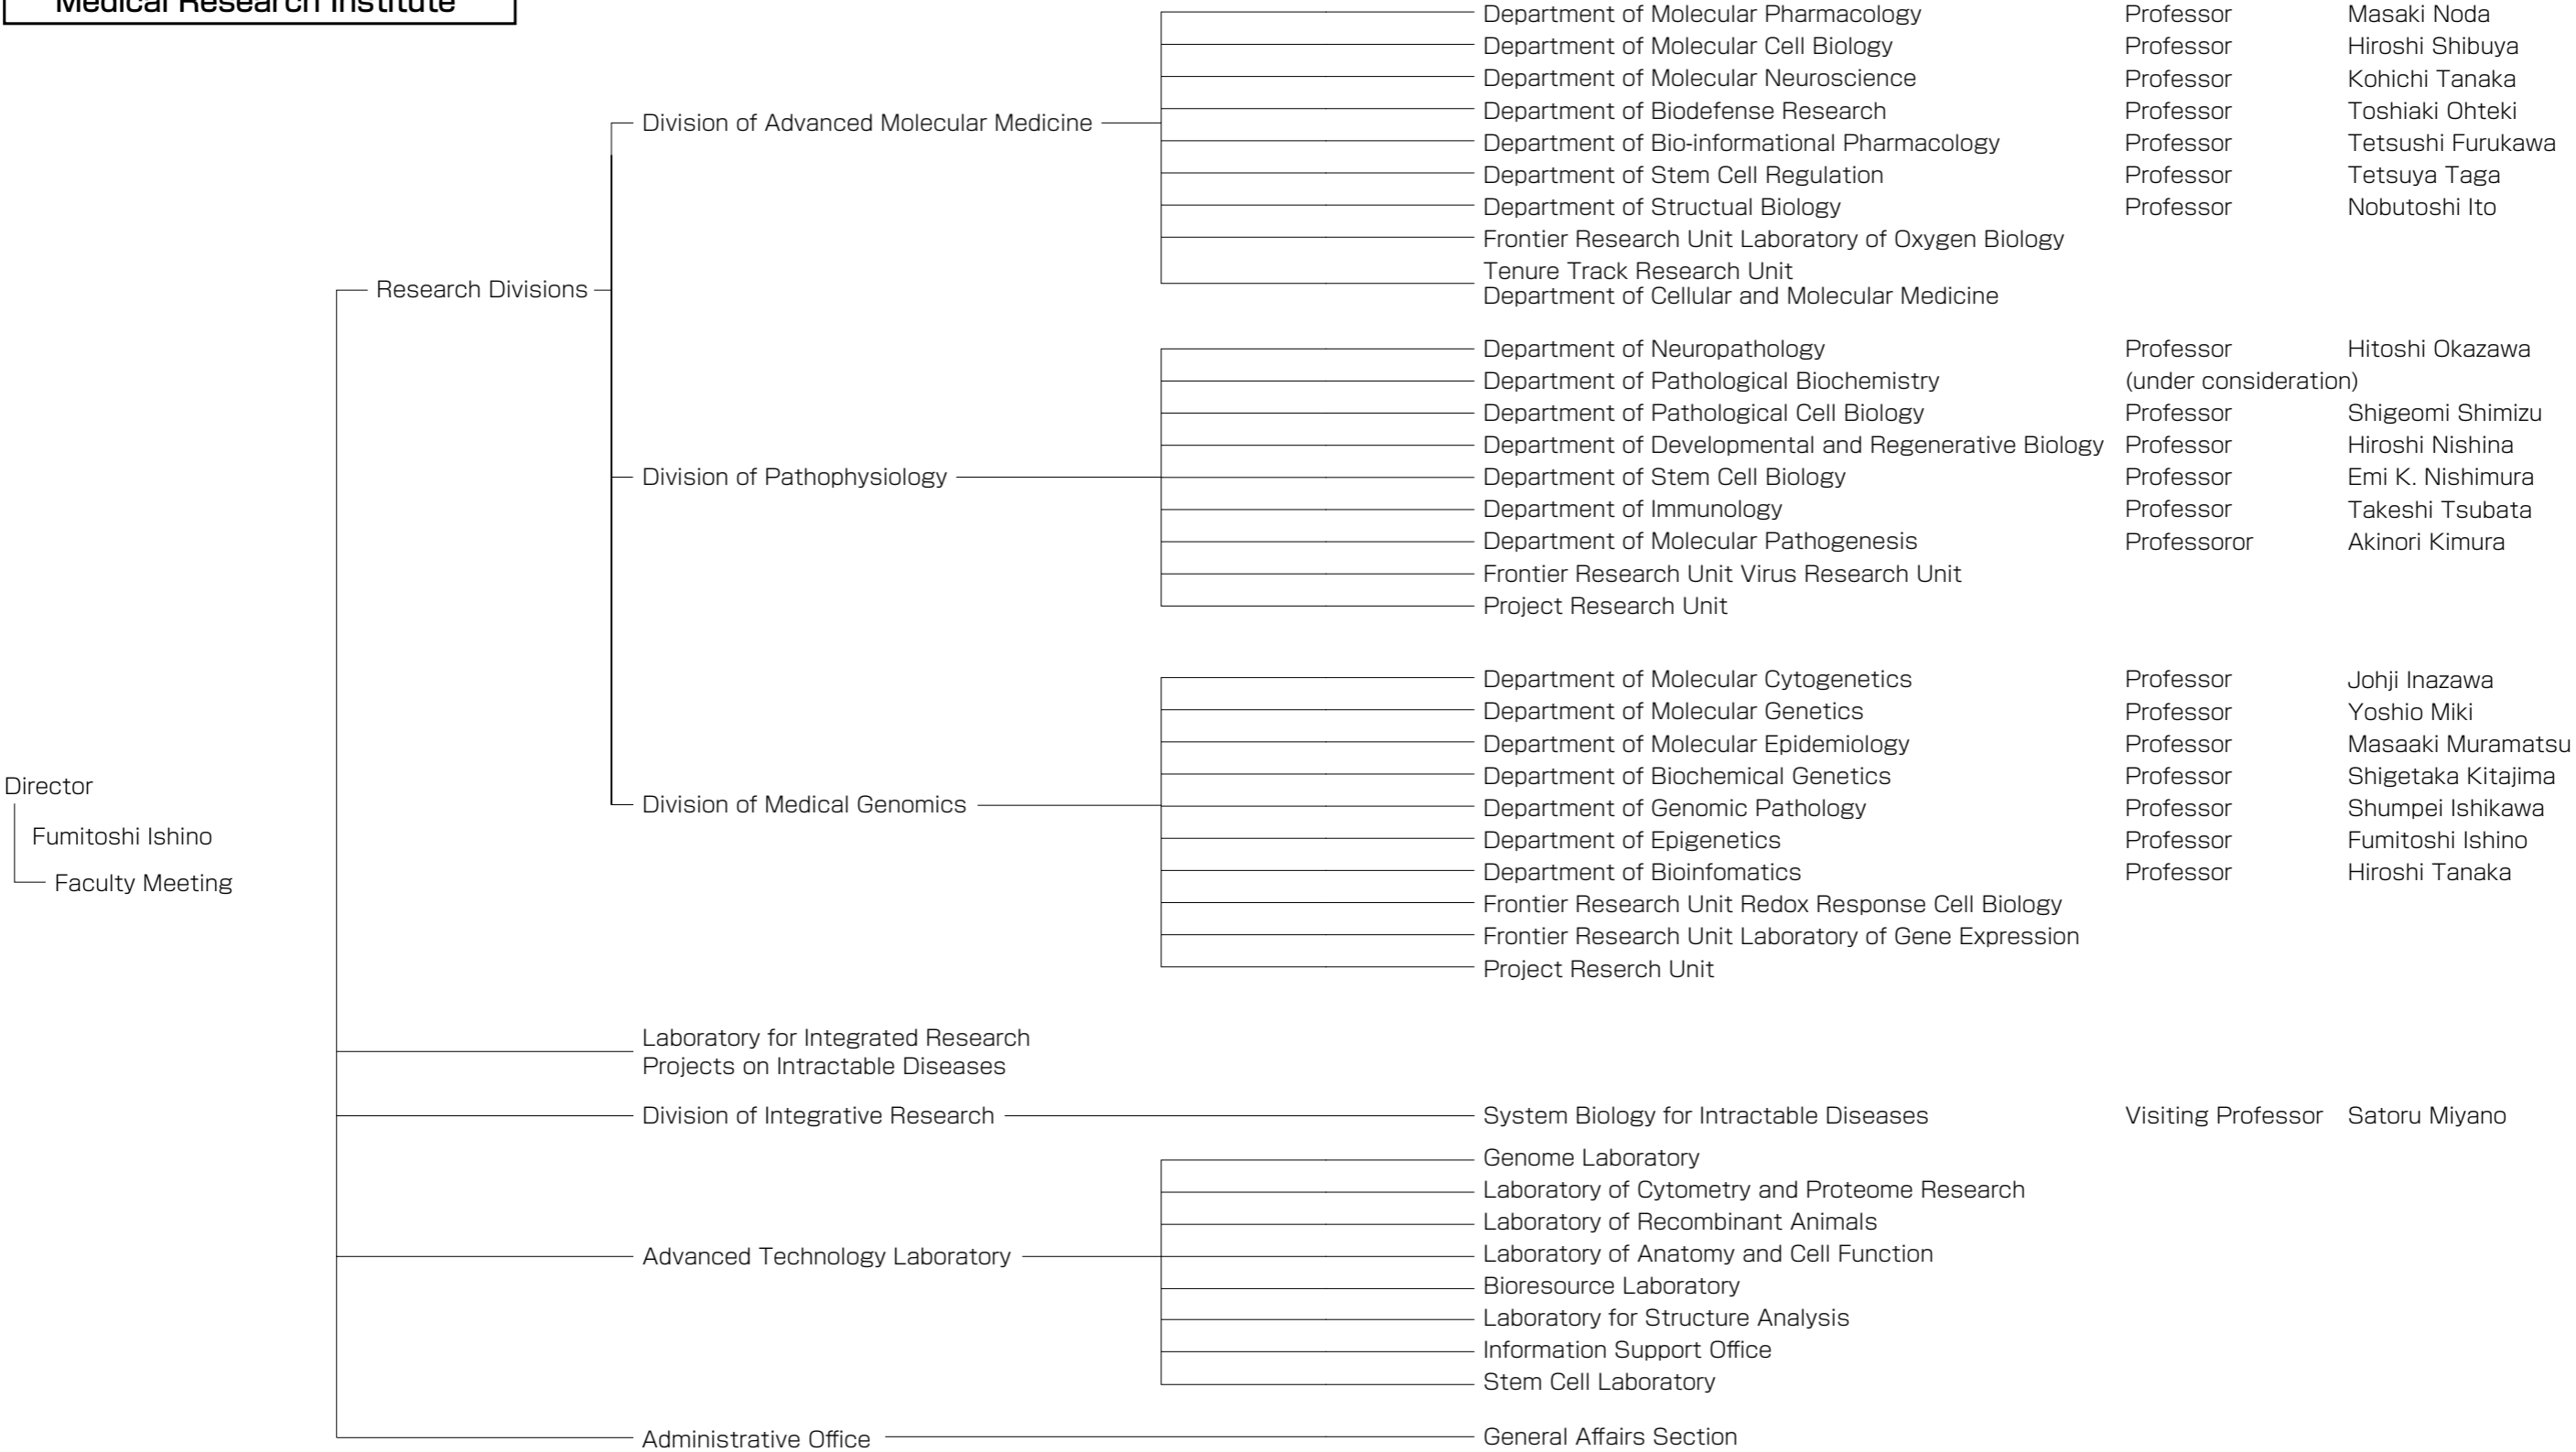 Medical Research Institute
Department of Molecular Pharmacology Professor Masaki Noda
Department of Molecular Cell Biology Professor Hiroshi Shibuya
Department of Molecular Neuroscience Professor Kohichi Tanaka
Department of Biodefense Research Professor Toshiaki Ohteki
Division of Advanced Molecular Medicine
Department of Bio-informational Pharmacology Professor Tetsushi Furukawa
Department of Stem Cell Regulation Professor Tetsuya Taga
Department of Structual Biology Professor Nobutoshi Ito
Frontier Research Unit Laboratory of Oxygen Biology
Tenure Track Research Unit
Research Divisions
Department of Cellular and Molecular Medicine
Department of Neuropathology Professor Hitoshi Okazawa
Department of Pathological Biochemistry (under consideration)
Department of Pathological Cell Biology Professor Shigeomi Shimizu
Department of Developmental and Regenerative Biology Professor Hiroshi Nishina
Division of Pathophysiology
Department of Stem Cell Biology Professor Emi K. Nishimura
Department of Immunology Professor Takeshi Tsubata
Department of Molecular Pathogenesis Professoror Akinori Kimura
Frontier Research Unit Virus Research Unit
Project Research Unit
Department of Molecular Cytogenetics Professor Johji Inazawa
Department of Molecular Genetics Professor Yoshio Miki
Department of Molecular Epidemiology Professor Masaaki Muramatsu
Department of Biochemical Genetics Professor Shigetaka Kitajima
Director
Division of Medical Genomics
Department of Genomic Pathology Professor Shumpei Ishikawa
Fumitoshi Ishino
Department of Epigenetics Professor Fumitoshi Ishino
Department of Bioinfomatics Professor Hiroshi Tanaka
Faculty Meeting
Frontier Research Unit Redox Response Cell Biology
Frontier Research Unit Laboratory of Gene Expression
Project Reserch Unit
Laboratory for Integrated Research
Projects on Intractable Diseases
Division of Integrative Research
System Biology for Intractable Diseases Visiting Professor Satoru Miyano
Genome Laboratory
Laboratory of Cytometry and Proteome Research
Laboratory of Recombinant Animals
Advanced Technology Laboratory
Laboratory of Anatomy and Cell Function
Bioresource Laboratory
Laboratory for Structure Analysis
Information Support Office
Stem Cell Laboratory
Administrative Office
General Affairs Section